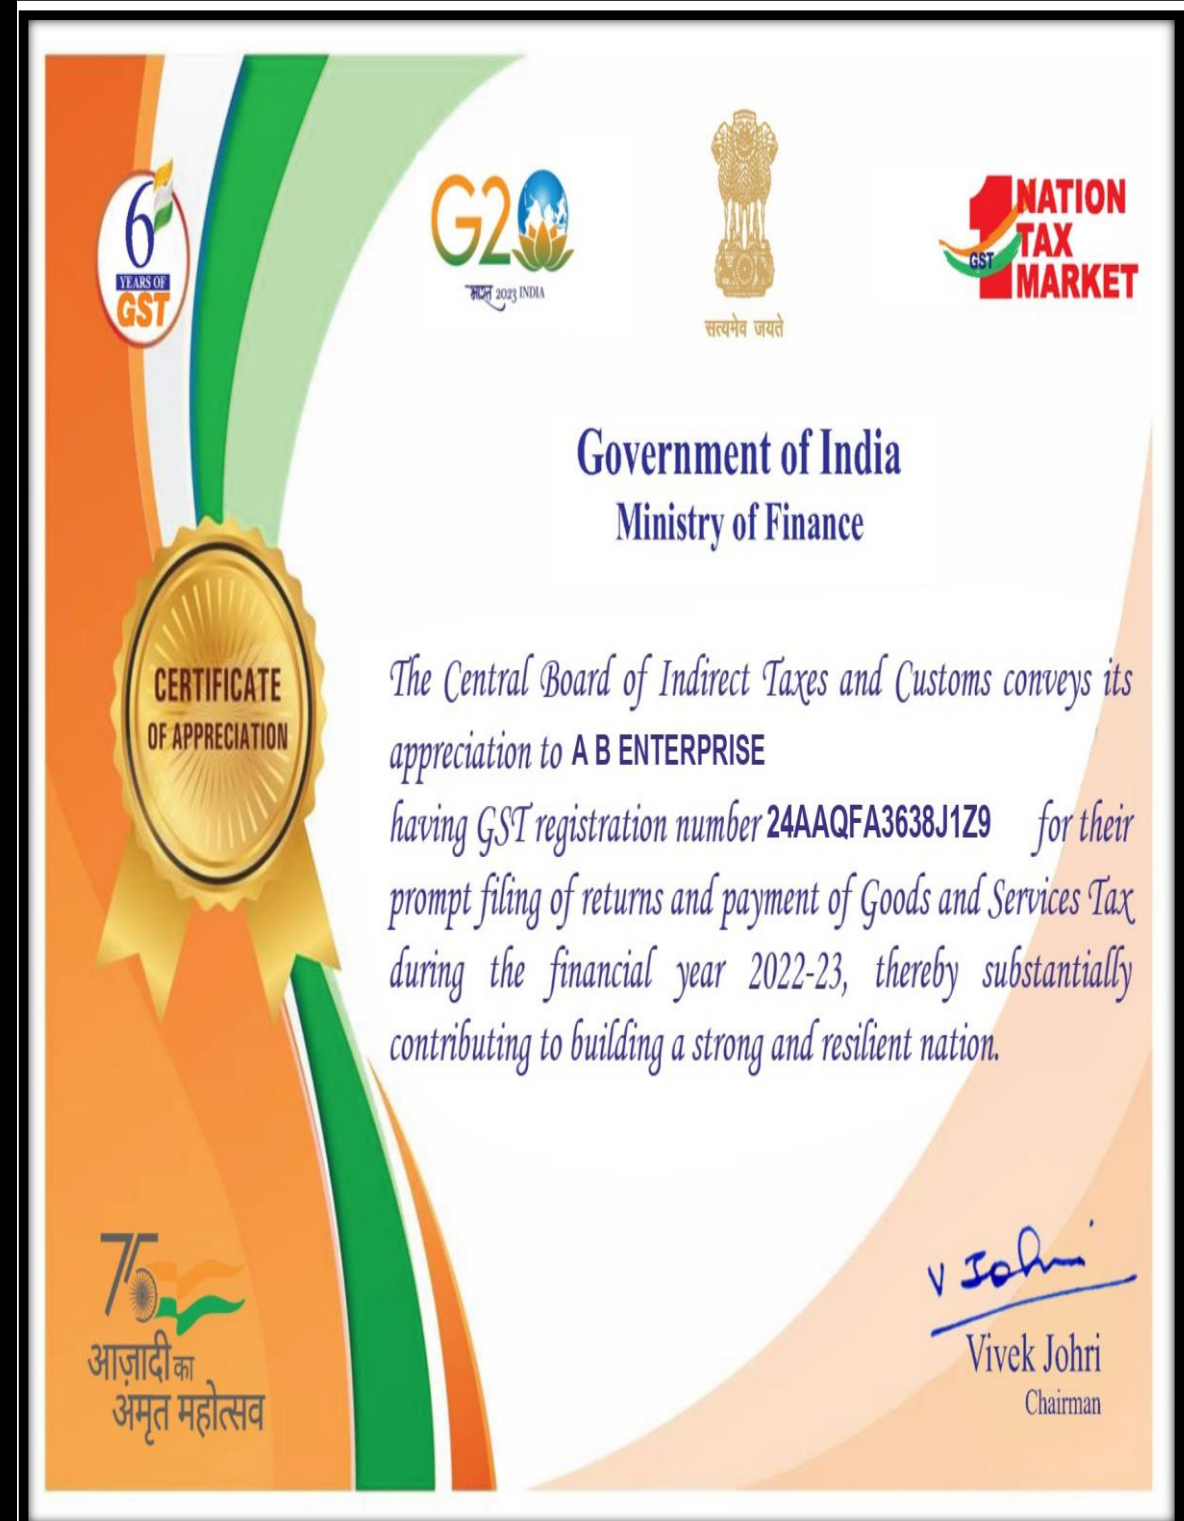 6
YEARS OF
GST
G20
भारत 2023 INDIA
सत्यमेव जयते
1 NATION
TAX
MARKET
GST
Government of India
Ministry of Finance
CERTIFICATE
OF APPRECIATION
The Central Board of Indirect Taxes and Customs conveys its
appreciation to A B ENTERPRISE
having GST registration number 24AAQFA3638J1Z9 for their
prompt filing of returns and payment of Goods and Services Tax
during the financial year 2022-23, thereby substantially
contributing to building a strong and resilient nation.
75
आज़ादी का
अमृत महोत्सव
V Johri
Vivek Johri
Chairman